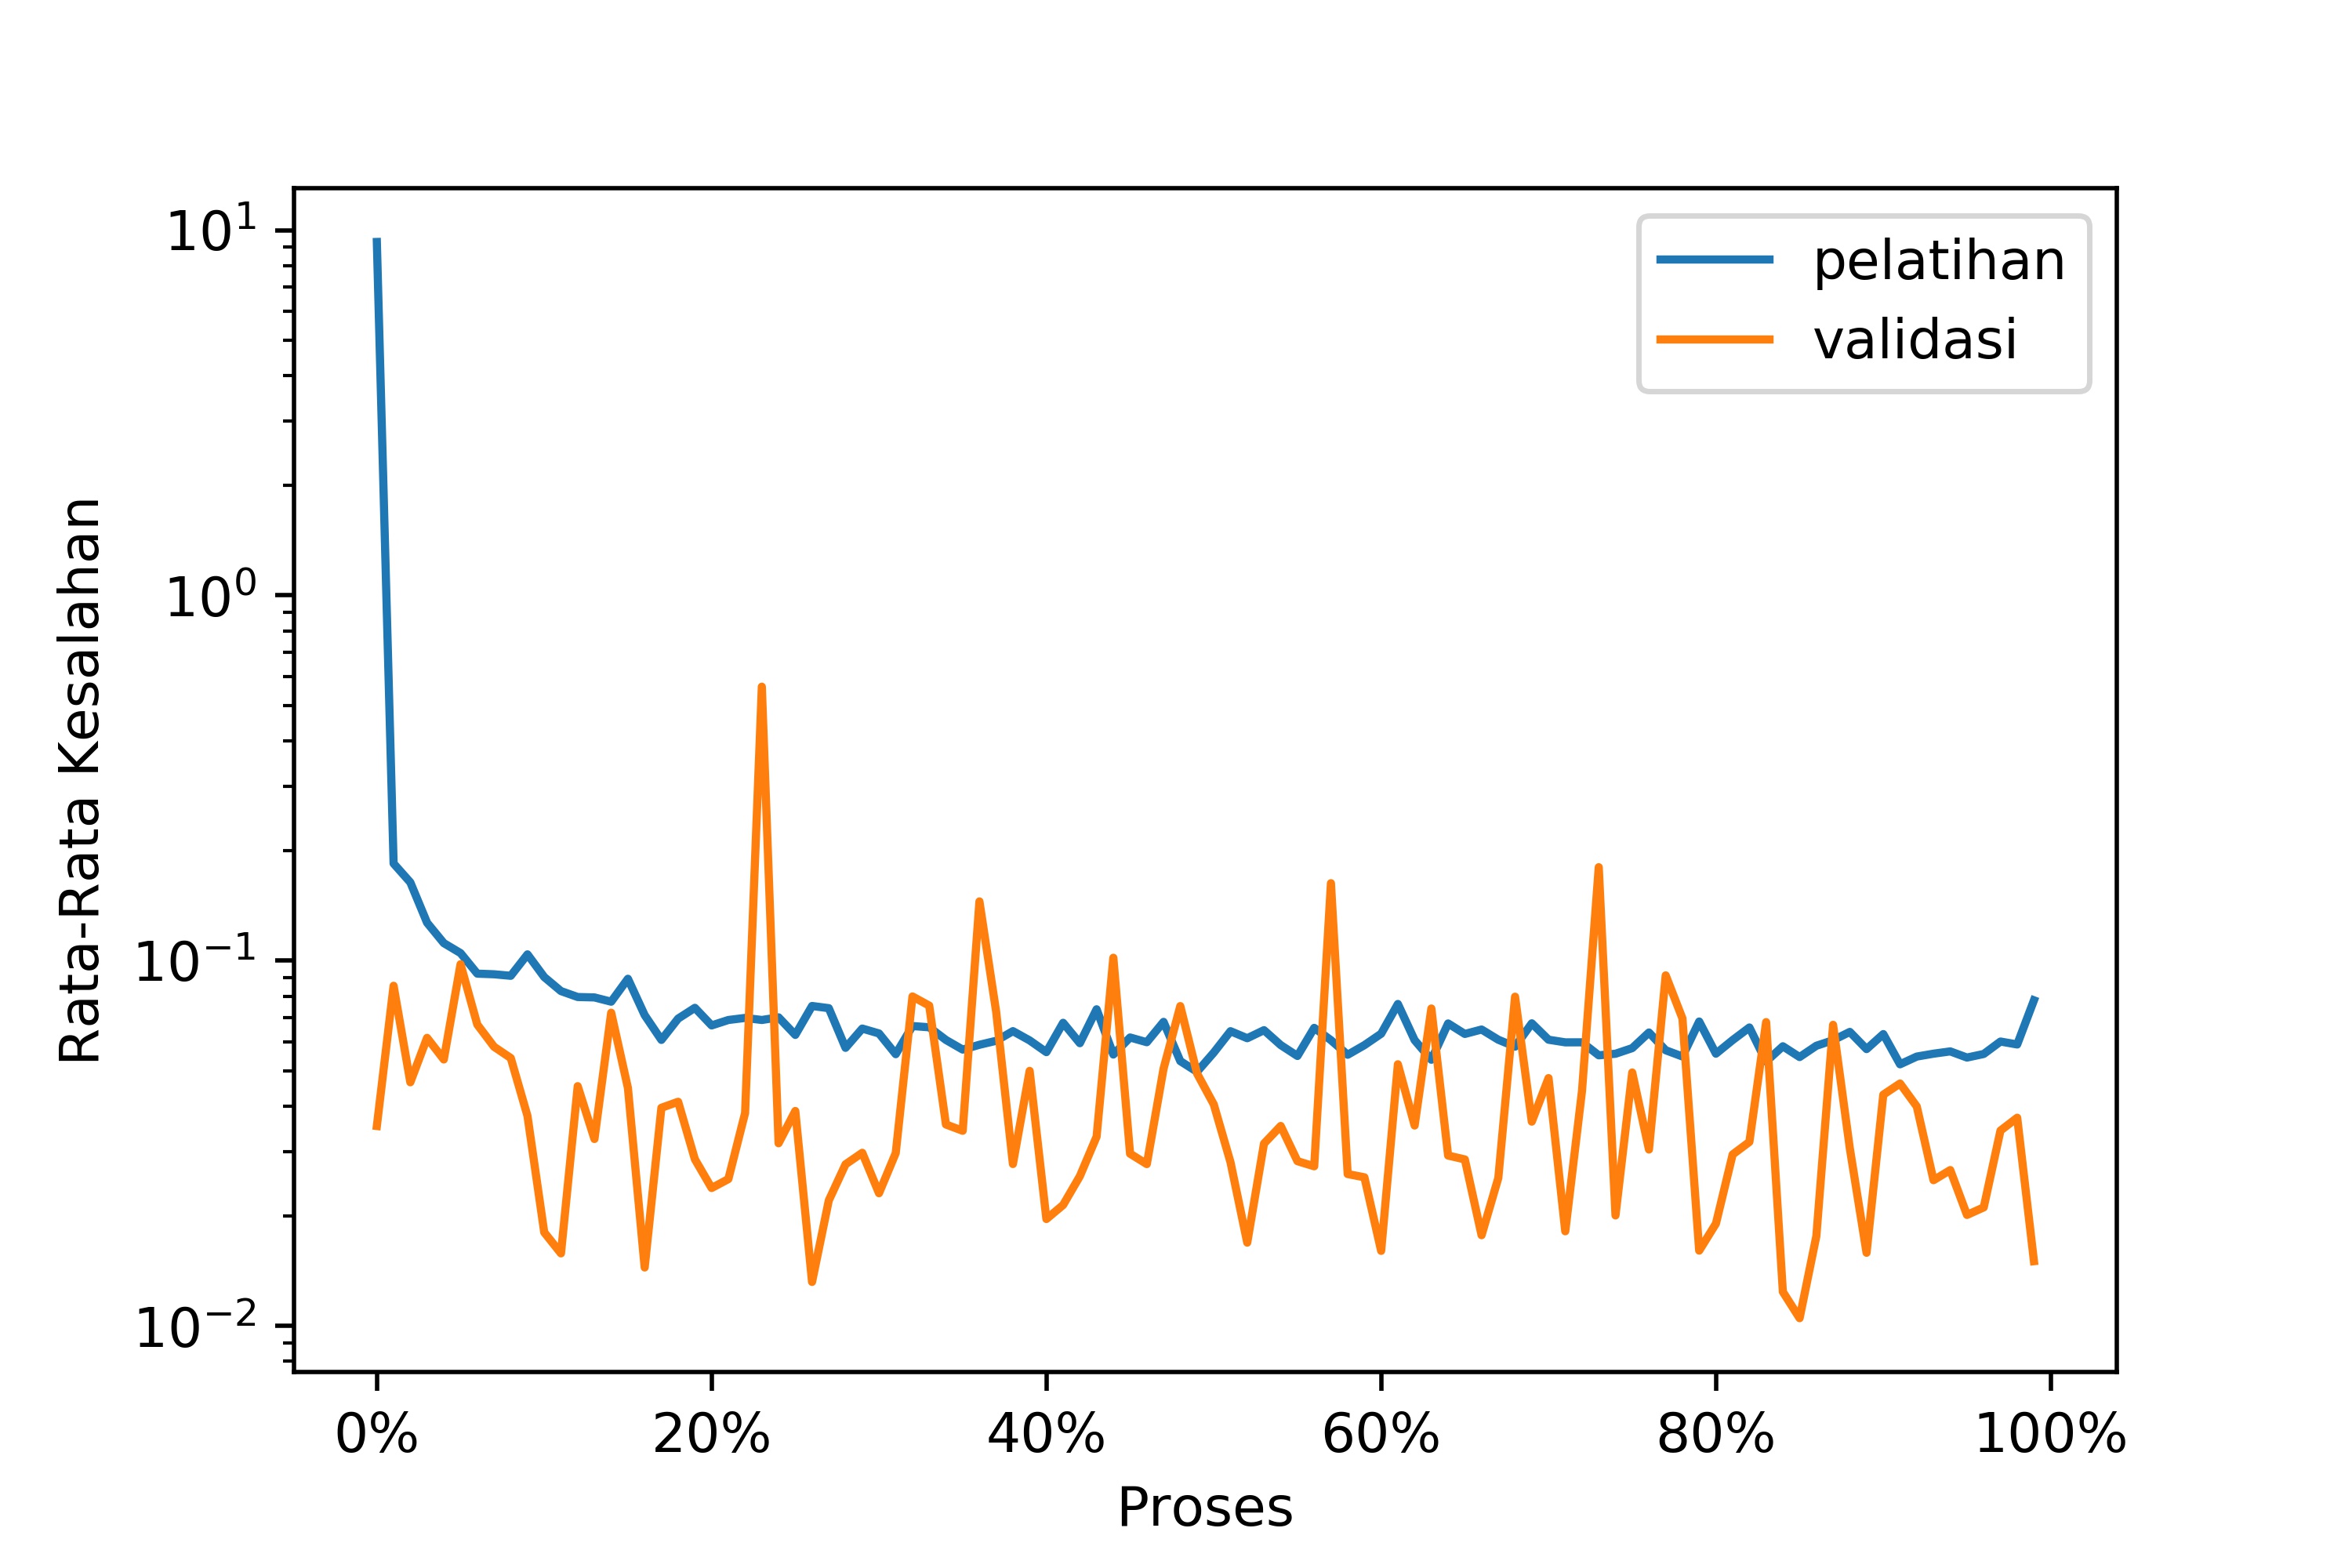 pelatihan
validasi
Rata-Rata Kesalahan
10¹
10⁰
10⁻¹
10⁻²
0% 20% 40% 60% 80% 100%
Proses